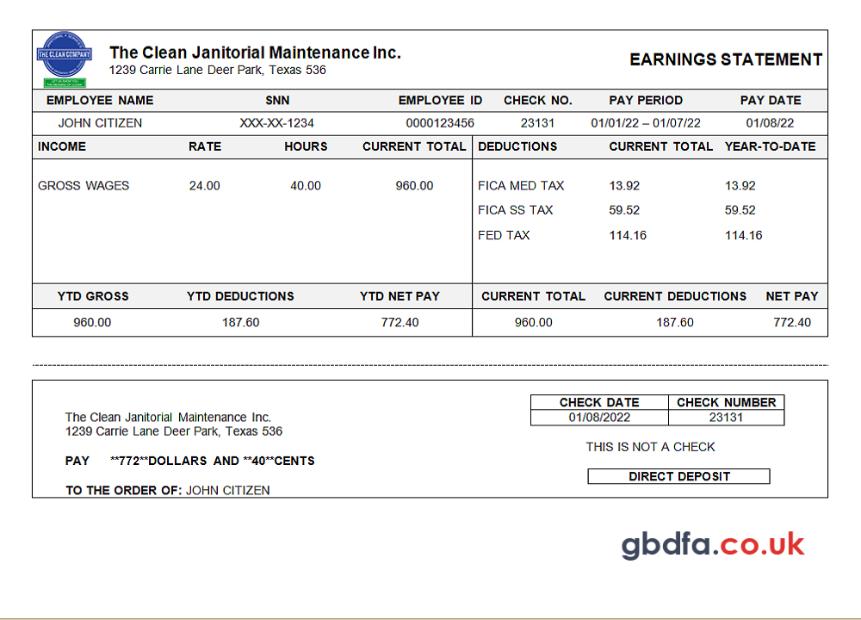 THE CLEAN COMPANY
The Clean Janitorial Maintenance Inc.
1239 Carrie Lane Deer Park, Texas 536
EARNINGS STATEMENT
EMPLOYEE NAME SNN EMPLOYEE ID CHECK NO. PAY PERIOD PAY DATE
JOHN CITIZEN XXX-XX-1234 0000123456 23131 01/01/22 – 01/07/22 01/08/22
INCOME RATE HOURS CURRENT TOTAL DEDUCTIONS CURRENT TOTAL YEAR-TO-DATE
GROSS WAGES 24.00 40.00 960.00 FICA MED TAX 13.92 13.92
FICA SS TAX 59.52 59.52
FED TAX 114.16 114.16
YTD GROSS YTD DEDUCTIONS YTD NET PAY CURRENT TOTAL CURRENT DEDUCTIONS NET PAY
960.00 187.60 772.40 960.00 187.60 772.40
CHECK DATE CHECK NUMBER
01/08/2022 23131
The Clean Janitorial Maintenance Inc.
1239 Carrie Lane Deer Park, Texas 536
THIS IS NOT A CHECK
PAY **772**DOLLARS AND **40**CENTS
DIRECT DEPOSIT
TO THE ORDER OF: JOHN CITIZEN
gbdfa.co.uk